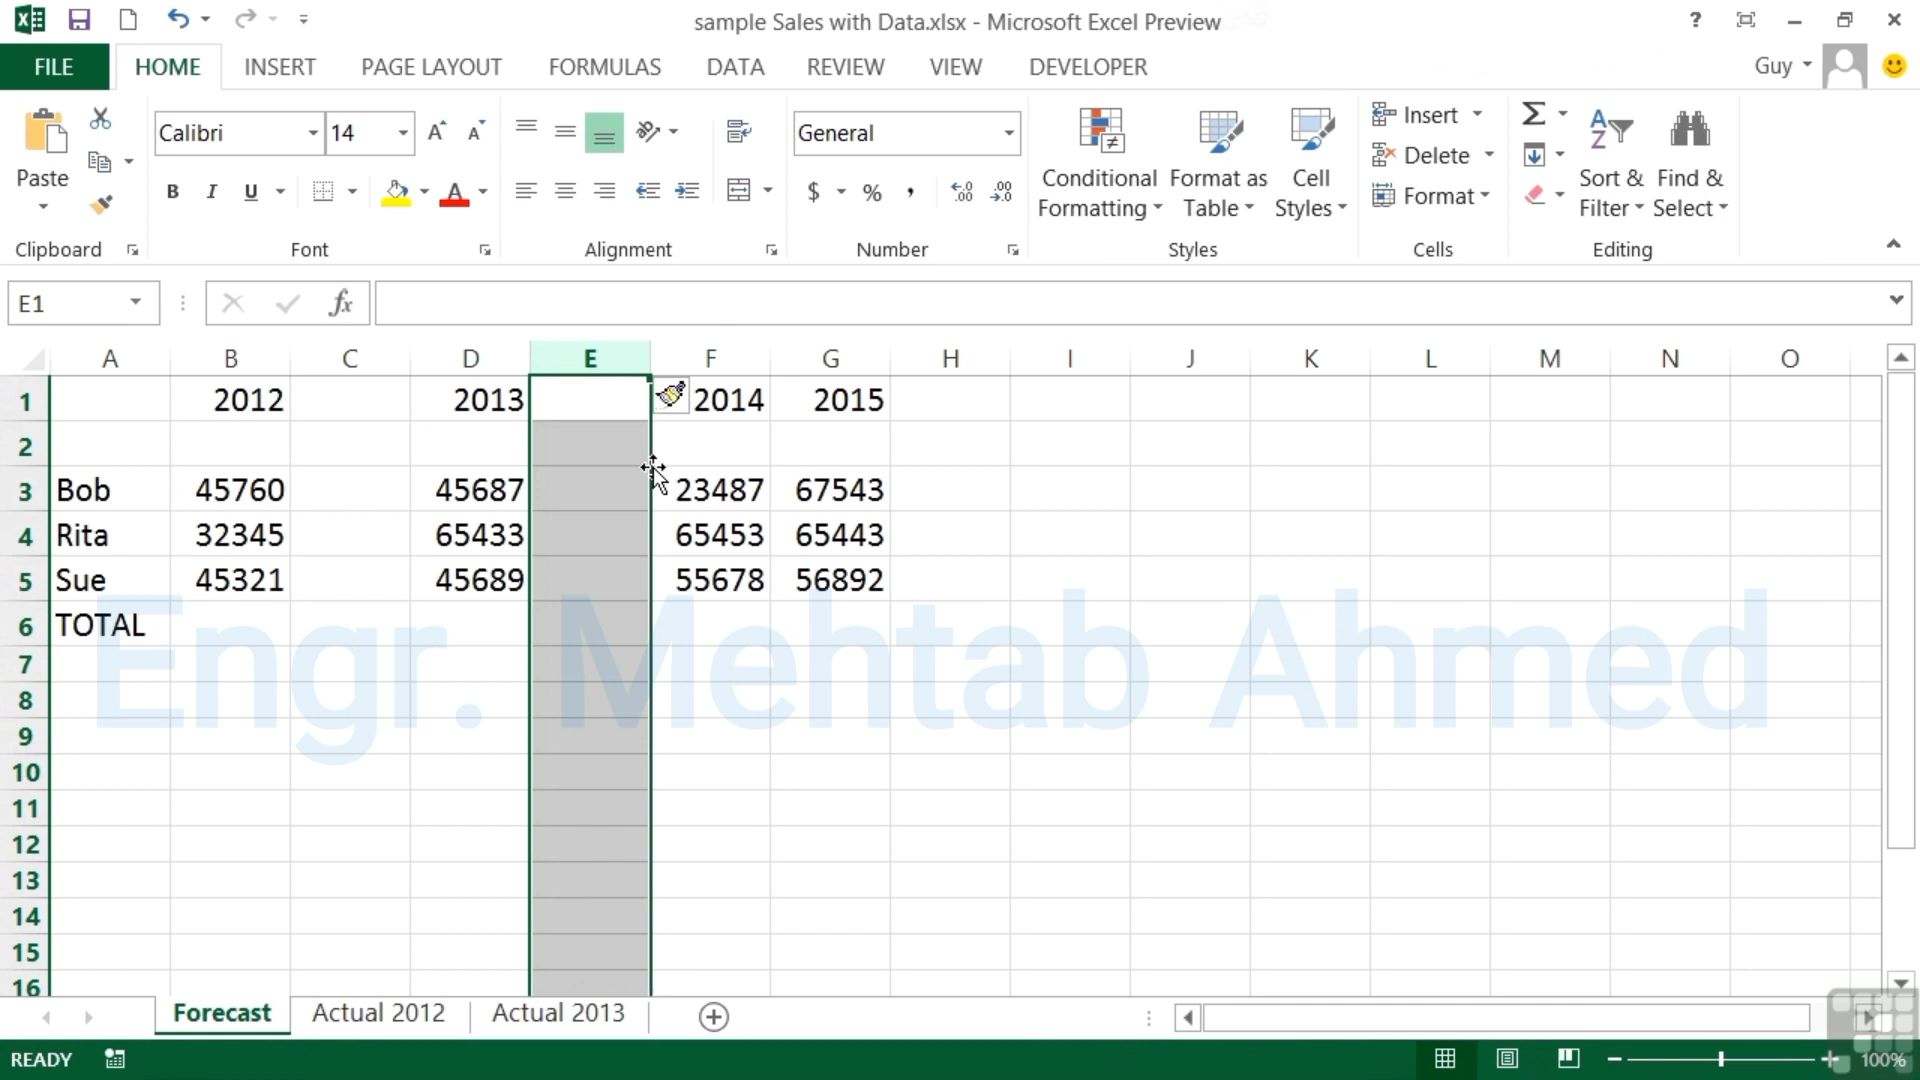 sample Sales with Data.xlsx - Microsoft Excel Preview
?
FILE HOME INSERT PAGE LAYOUT FORMULAS DATA REVIEW VIEW DEVELOPER Guy
Calibri 14 General
Paste B I U A $ % , Conditional Formatting Format as Table Cell Styles Insert Delete Format Sort & Filter Find & Select
Clipboard Font Alignment Number Styles Cells Editing
E1 fx
A B C D E F G H I J K L M N O
1 2012 2013 2014 2015
2
3 Bob 45760 45687 23487 67543
4 Rita 32345 65433 65453 65443
5 Sue 45321 45689 55678 56892
6 TOTAL
Engr. Mehtab Ahmed
7
8
9
10
11
12
13
14
15
16
Forecast Actual 2012 Actual 2013
READY 100%